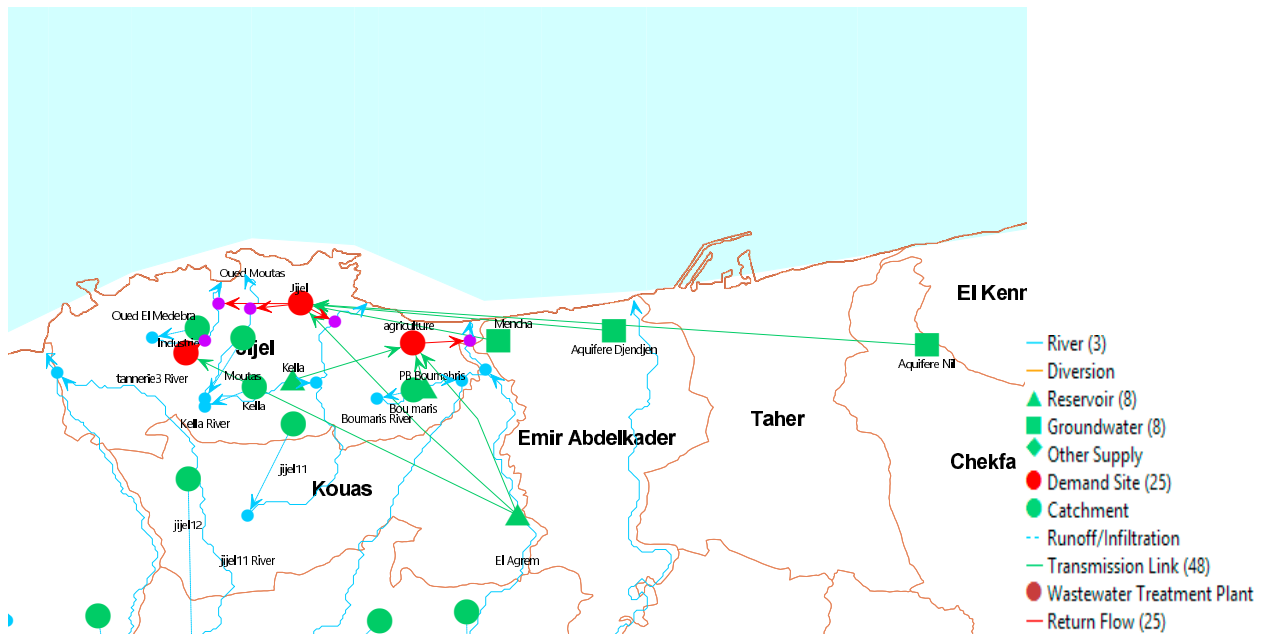 Oued Moutas
Jijel
El Kenr
Oued El Medebra
agriculture
Mencha
Industrie
Jijel
Aquifere Djendjen
Aquifere Nil
tannerie3 River
Moutas
Kella
PB Boumehris
Kella
Bou maris
Kella River
Boumaris River
Emir Abdelkader
Taher
Chekfa
jijel11
Kouas
jijel12
jijel11 River
El Agrem
River (3)
Diversion
Reservoir (8)
Groundwater (8)
Other Supply
Demand Site (25)
Catchment
Runoff/Infiltration
Transmission Link (48)
Wastewater Treatment Plant
Return Flow (25)